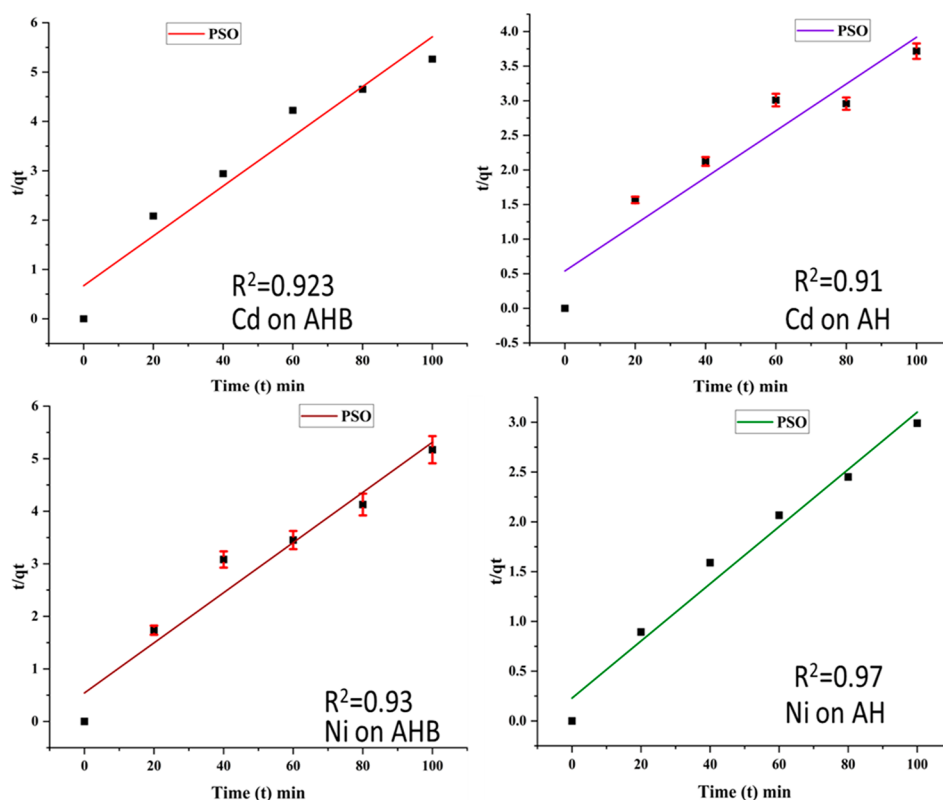 PSO
6
5
4
3
2
1
0
t/qt
R²=0.923
Cd on AHB
0 20 40 60 80 100
Time (t) min
PSO
4.0
3.5
3.0
2.5
2.0
1.5
1.0
0.5
0.0
-0.5
t/qt
R²=0.91
Cd on AH
0 20 40 60 80 100
Time (t) min
PSO
6
5
4
3
2
1
0
t/qt
R²=0.93
Ni on AHB
0 20 40 60 80 100
Time (t) min
PSO
3.0
2.5
2.0
1.5
1.0
0.5
0.0
t/qt
R²=0.97
Ni on AH
0 20 40 60 80 100
Time (t) min